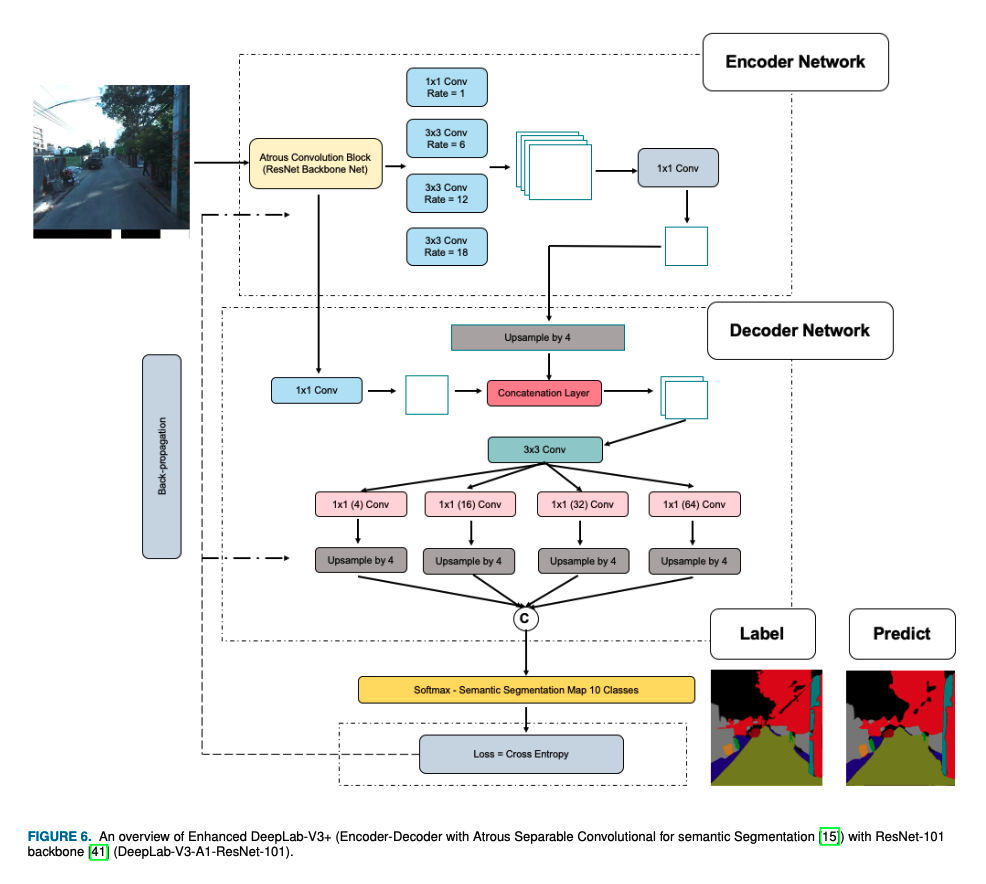 Encoder Network
1x1 Conv
Rate = 1
3x3 Conv
Rate = 6
Atrous Convolution Block
(ResNet Backbone Net)
1x1 Conv
3x3 Conv
Rate = 12
3x3 Conv
Rate = 18
Decoder Network
Upsample by 4
1x1 Conv
Concatenation Layer
Back-propagation
3x3 Conv
1x1 (4) Conv
1x1 (16) Conv
1x1 (32) Conv
1x1 (64) Conv
Upsample by 4
Upsample by 4
Upsample by 4
Upsample by 4
C
Label
Predict
Softmax - Semantic Segmentation Map 10 Classes
Loss = Cross Entropy
FIGURE 6. An overview of Enhanced DeepLab-V3+ (Encoder-Decoder with Atrous Separable Convolutional for semantic Segmentation [15]) with ResNet-101
backbone [41] (DeepLab-V3-A1-ResNet-101).